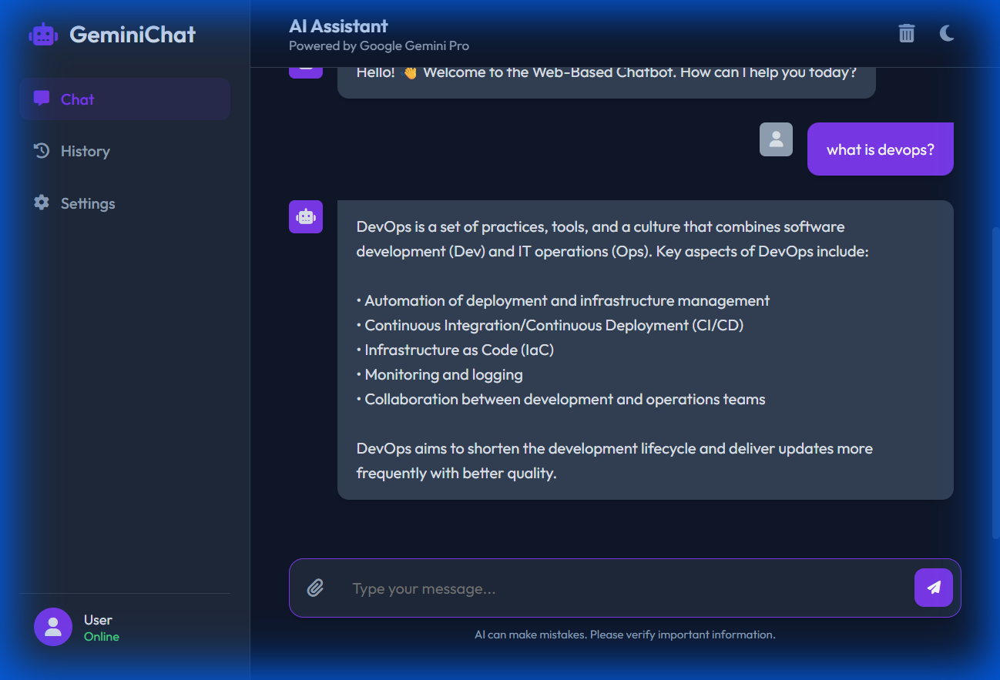 GeminiChat
Chat
History
Settings
User
Online
AI Assistant
Powered by Google Gemini Pro
Hello! 👋 Welcome to the Web-Based Chatbot. How can I help you today?
what is devops?
DevOps is a set of practices, tools, and a culture that combines software
development (Dev) and IT operations (Ops). Key aspects of DevOps include:
• Automation of deployment and infrastructure management
• Continuous Integration/Continuous Deployment (CI/CD)
• Infrastructure as Code (IaC)
• Monitoring and logging
• Collaboration between development and operations teams
DevOps aims to shorten the development lifecycle and deliver updates more
frequently with better quality.
Type your message...
AI can make mistakes. Please verify important information.